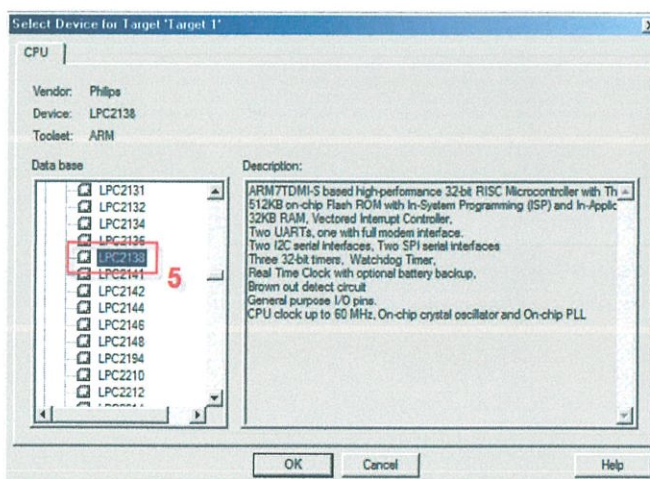 Select Device for Target 'Target 1'
CPU
Vendor: Philips
Device: LPC2138
Toolset: ARM
Data base
Description:
LPC2131
LPC2132
LPC2134
LPC2136
LPC2138
5
LPC2141
LPC2142
LPC2144
LPC2146
LPC2148
LPC2194
LPC2210
LPC2212
ARM7TDMI-S based high-performance 32-bit RISC Microcontroller with Th
512KB on-chip Flash ROM with In-System Programming (ISP) and In-Applic
32KB RAM, Vectored Interrupt Controller,
Two UARTs, one with full modem interface.
Two I2C serial interfaces, Two SPI serial interfaces
Three 32-bit timers, Watchdog Timer,
Real Time Clock with optional battery backup,
Brown out detect circuit
General purpose I/O pins.
CPU clock up to 60 MHz, On-chip crystal oscillator and On-chip PLL
OK
Cancel
Help